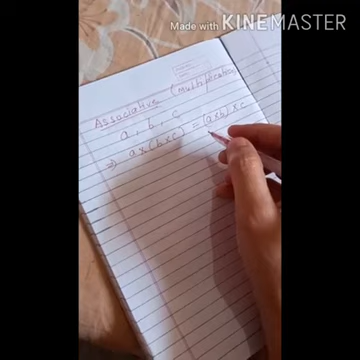 Made with KINEMASTER
Associative (multiplication)
a, b, c
⇒ a×(b×c) = (a×b)×c